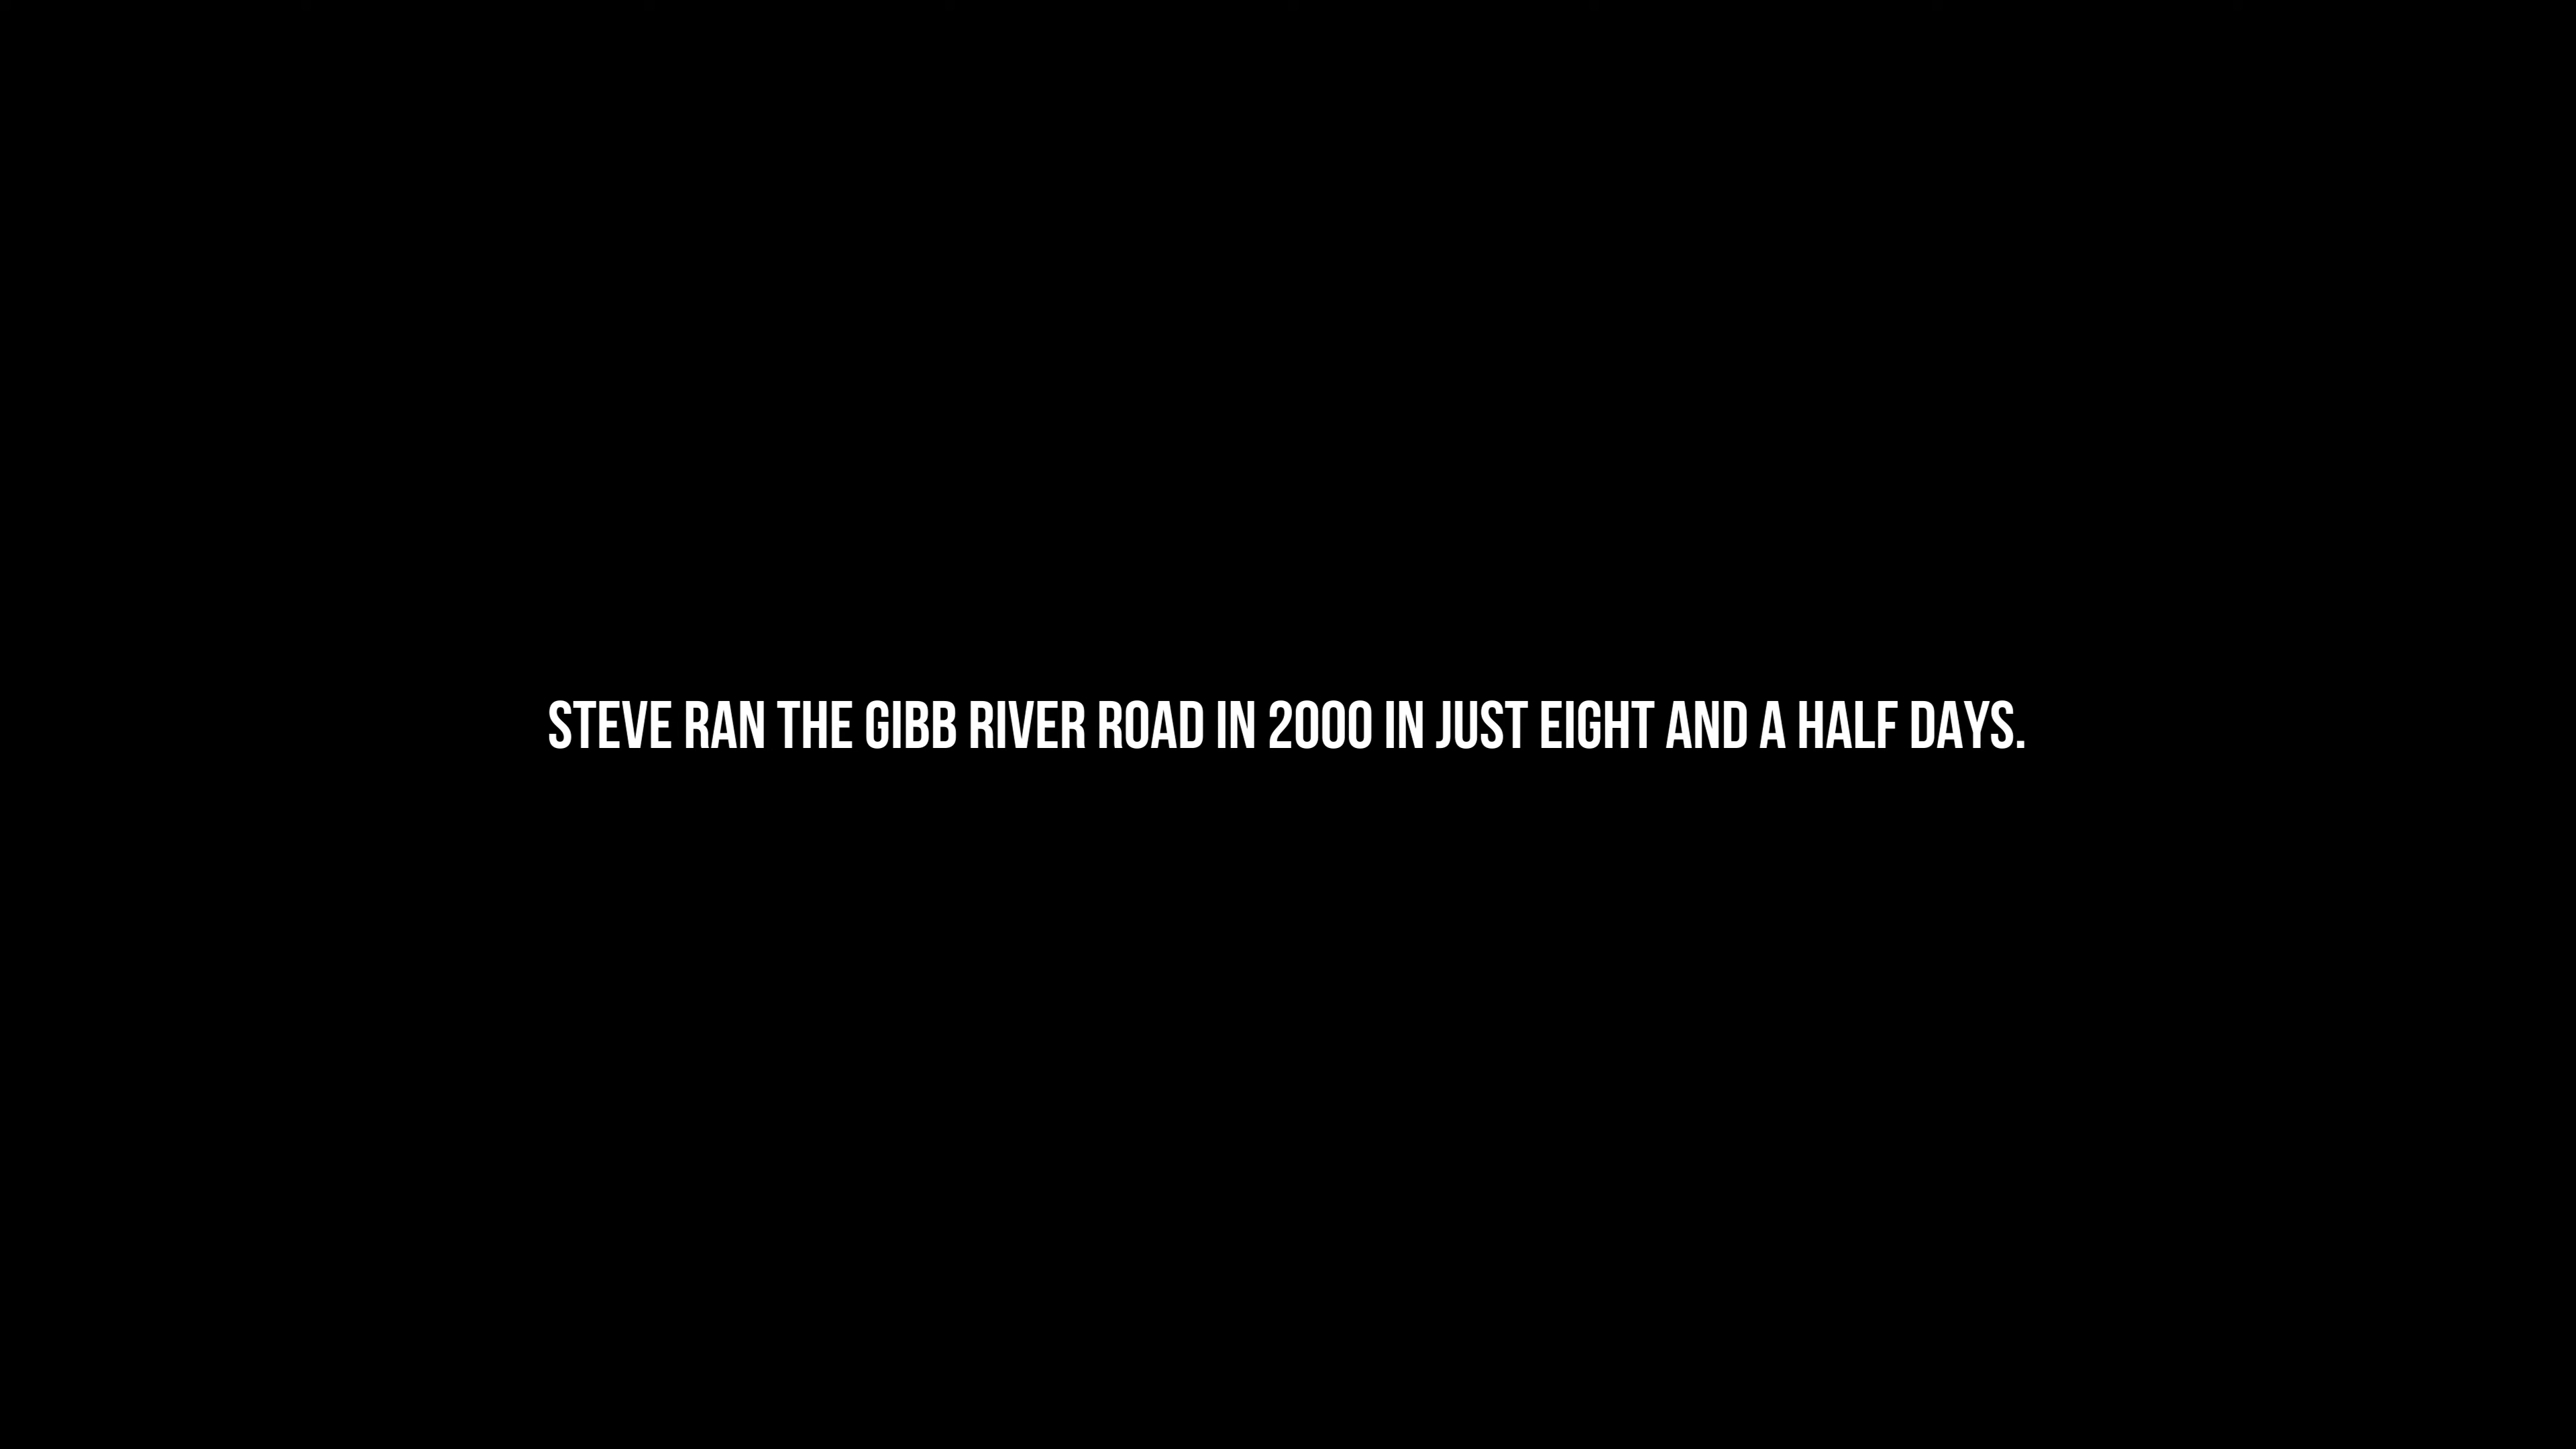 STEVE RAN THE GIBB RIVER ROAD IN 2000 IN JUST EIGHT AND A HALF DAYS.